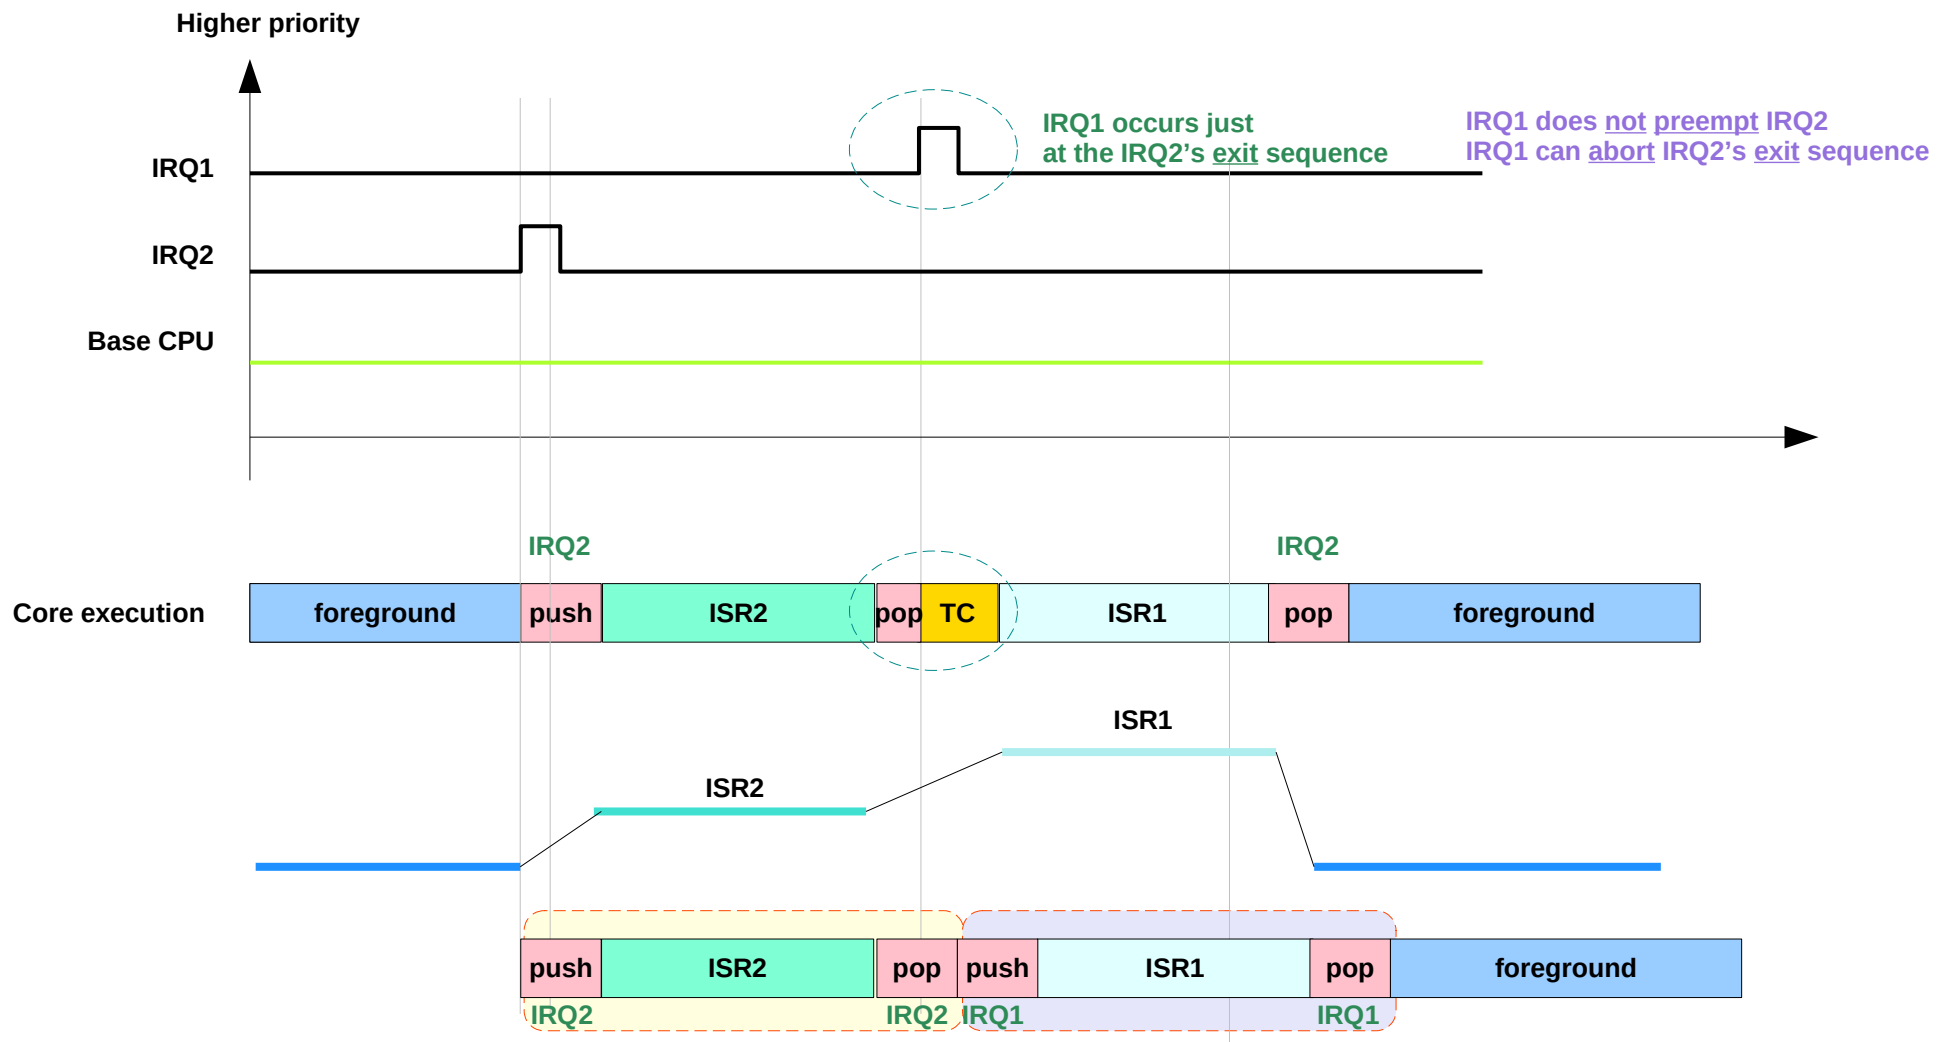 Higher priority
IRQ1 occurs just
at the IRQ2’s exit sequence
IRQ1 does not preempt IRQ2
IRQ1 can abort IRQ2’s exit sequence
IRQ1
IRQ2
Base CPU
IRQ2
IRQ2
Core execution
foreground
push
ISR2
pop
TC
ISR1
pop
foreground
ISR1
ISR2
push
ISR2
pop
push
ISR1
pop
foreground
IRQ2
IRQ2
IRQ1
IRQ1